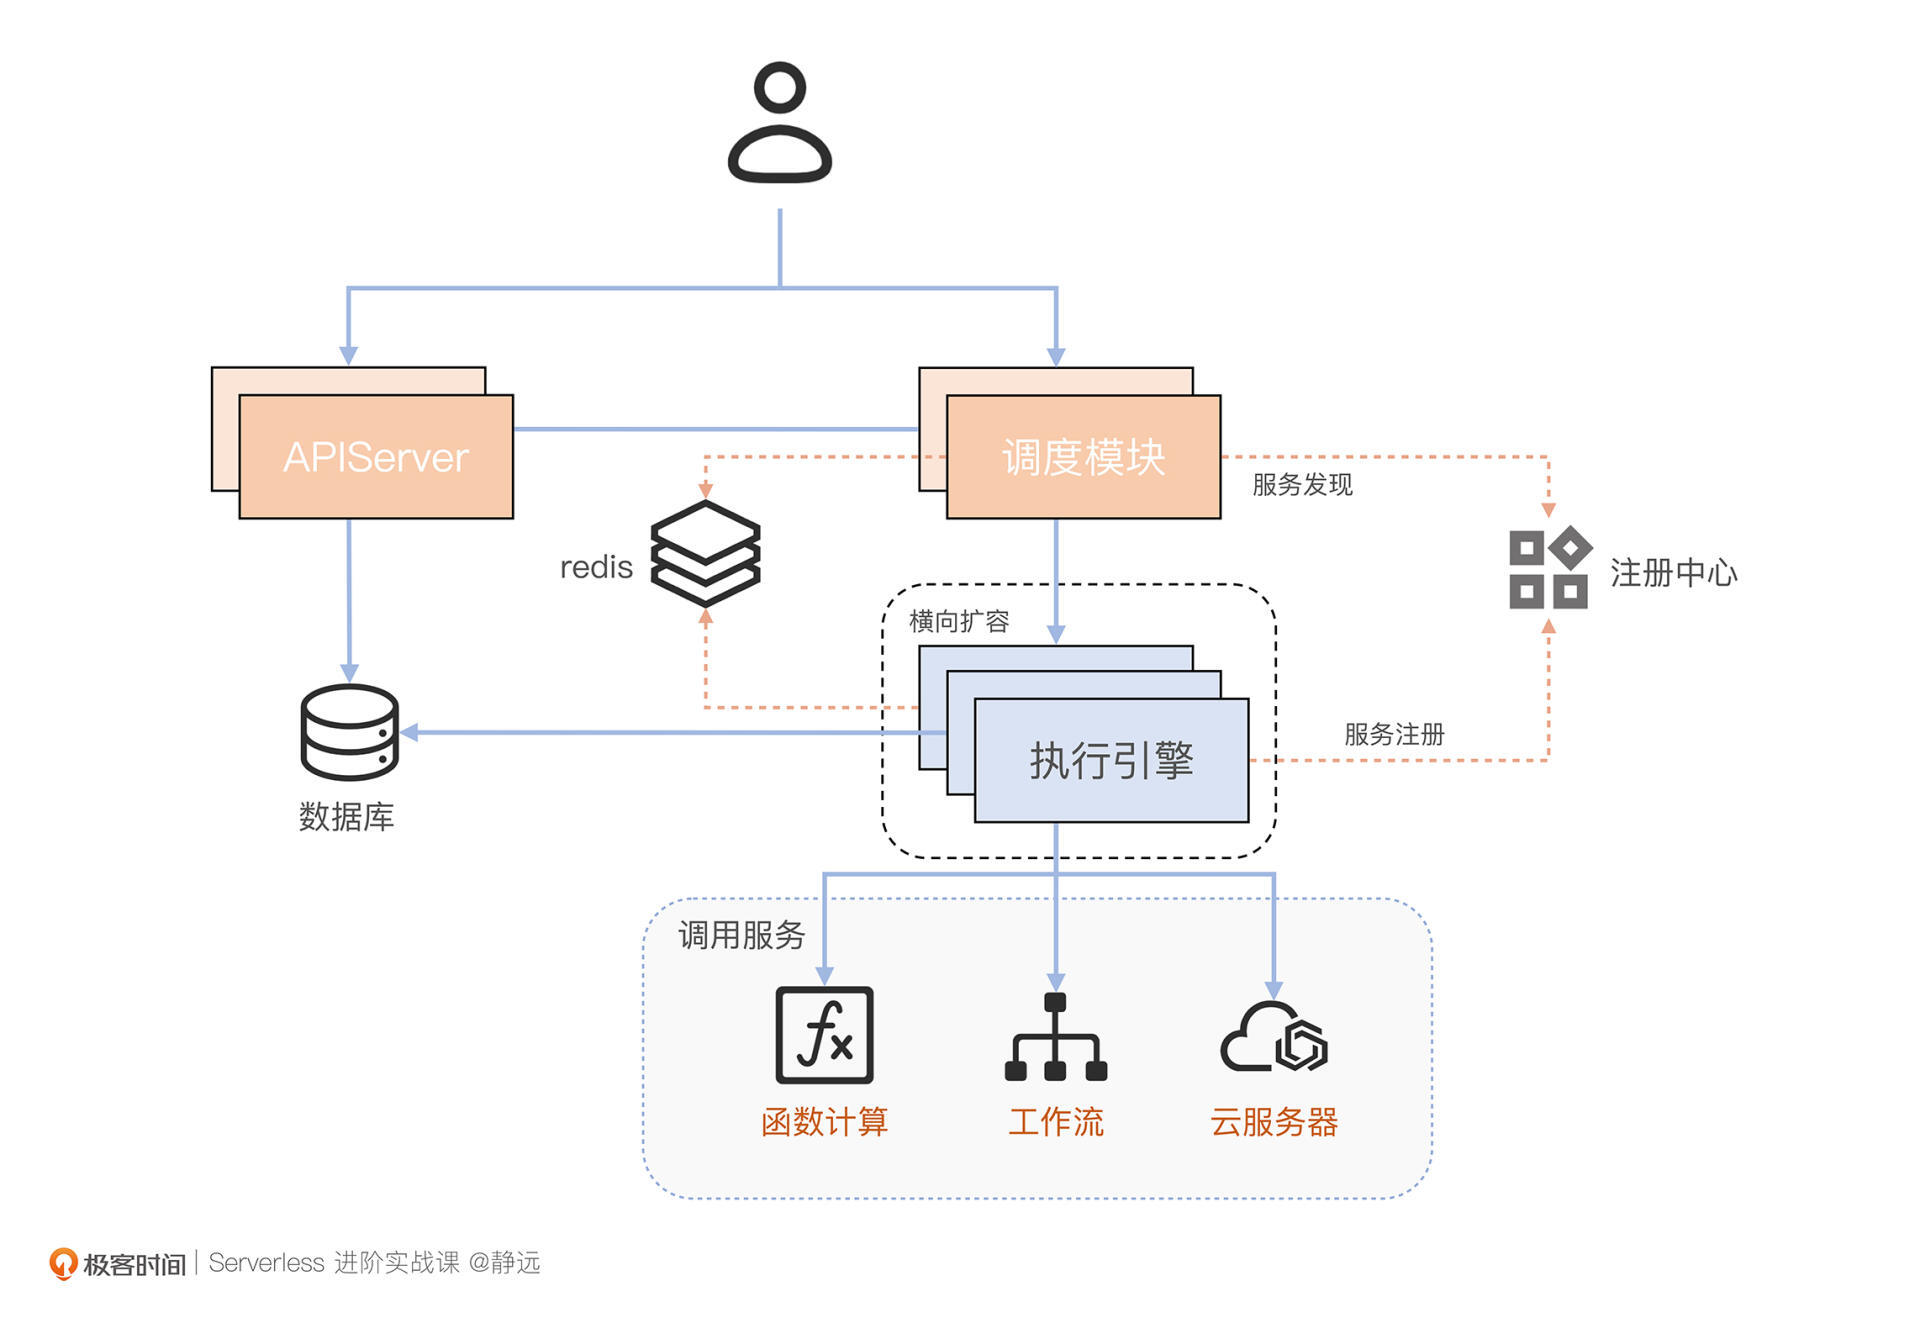 APIServer
调度模块
服务发现
redis
注册中心
横向扩容
执行引擎
服务注册
数据库
调用服务
函数计算
工作流
云服务器
极客时间 | Serverless 进阶实战课 @静远